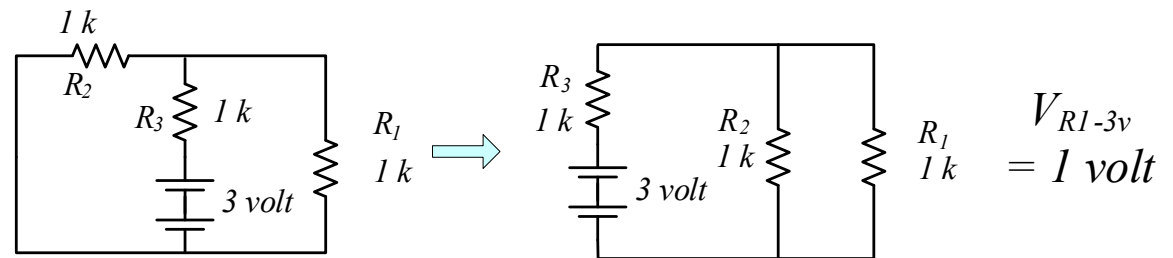 1 k
R2
R3
1 k
3 volt
R1
1 k
R3
1 k
3 volt
R2
1 k
R1
1 k
VR1-3v
= 1 volt